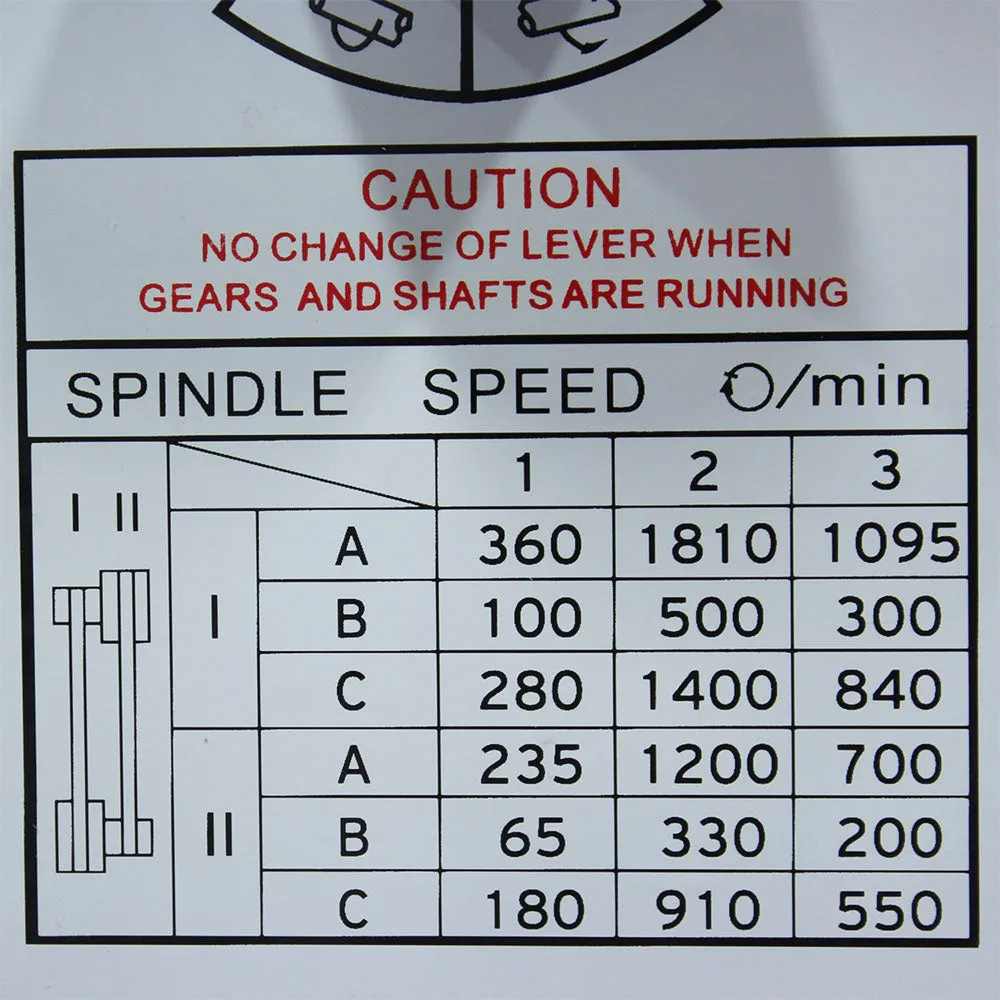 CAUTION
NO CHANGE OF LEVER WHEN
GEARS AND SHAFTS ARE RUNNING
SPINDLE SPEED /min
I II
1 2 3
I
A 360 1810 1095
B 100 500 300
C 280 1400 840
II
A 235 1200 700
B 65 330 200
C 180 910 550